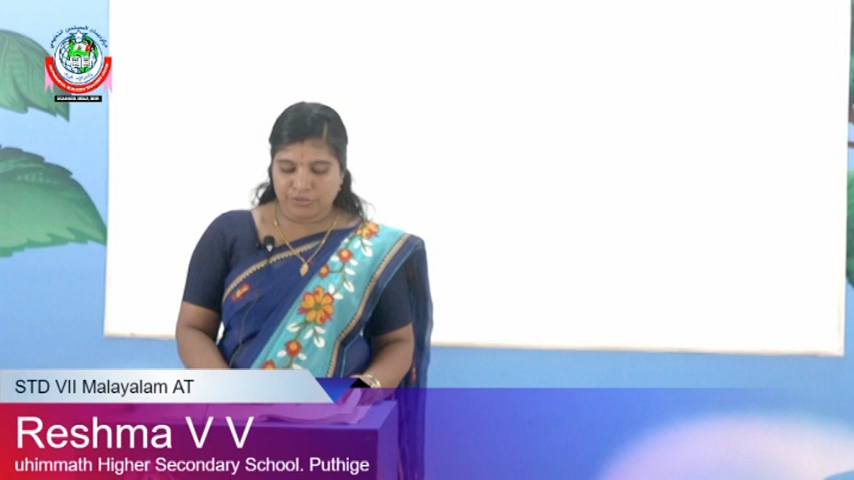 STD VII Malayalam AT
Reshma V V
uhimmath Higher Secondary School. Puthige